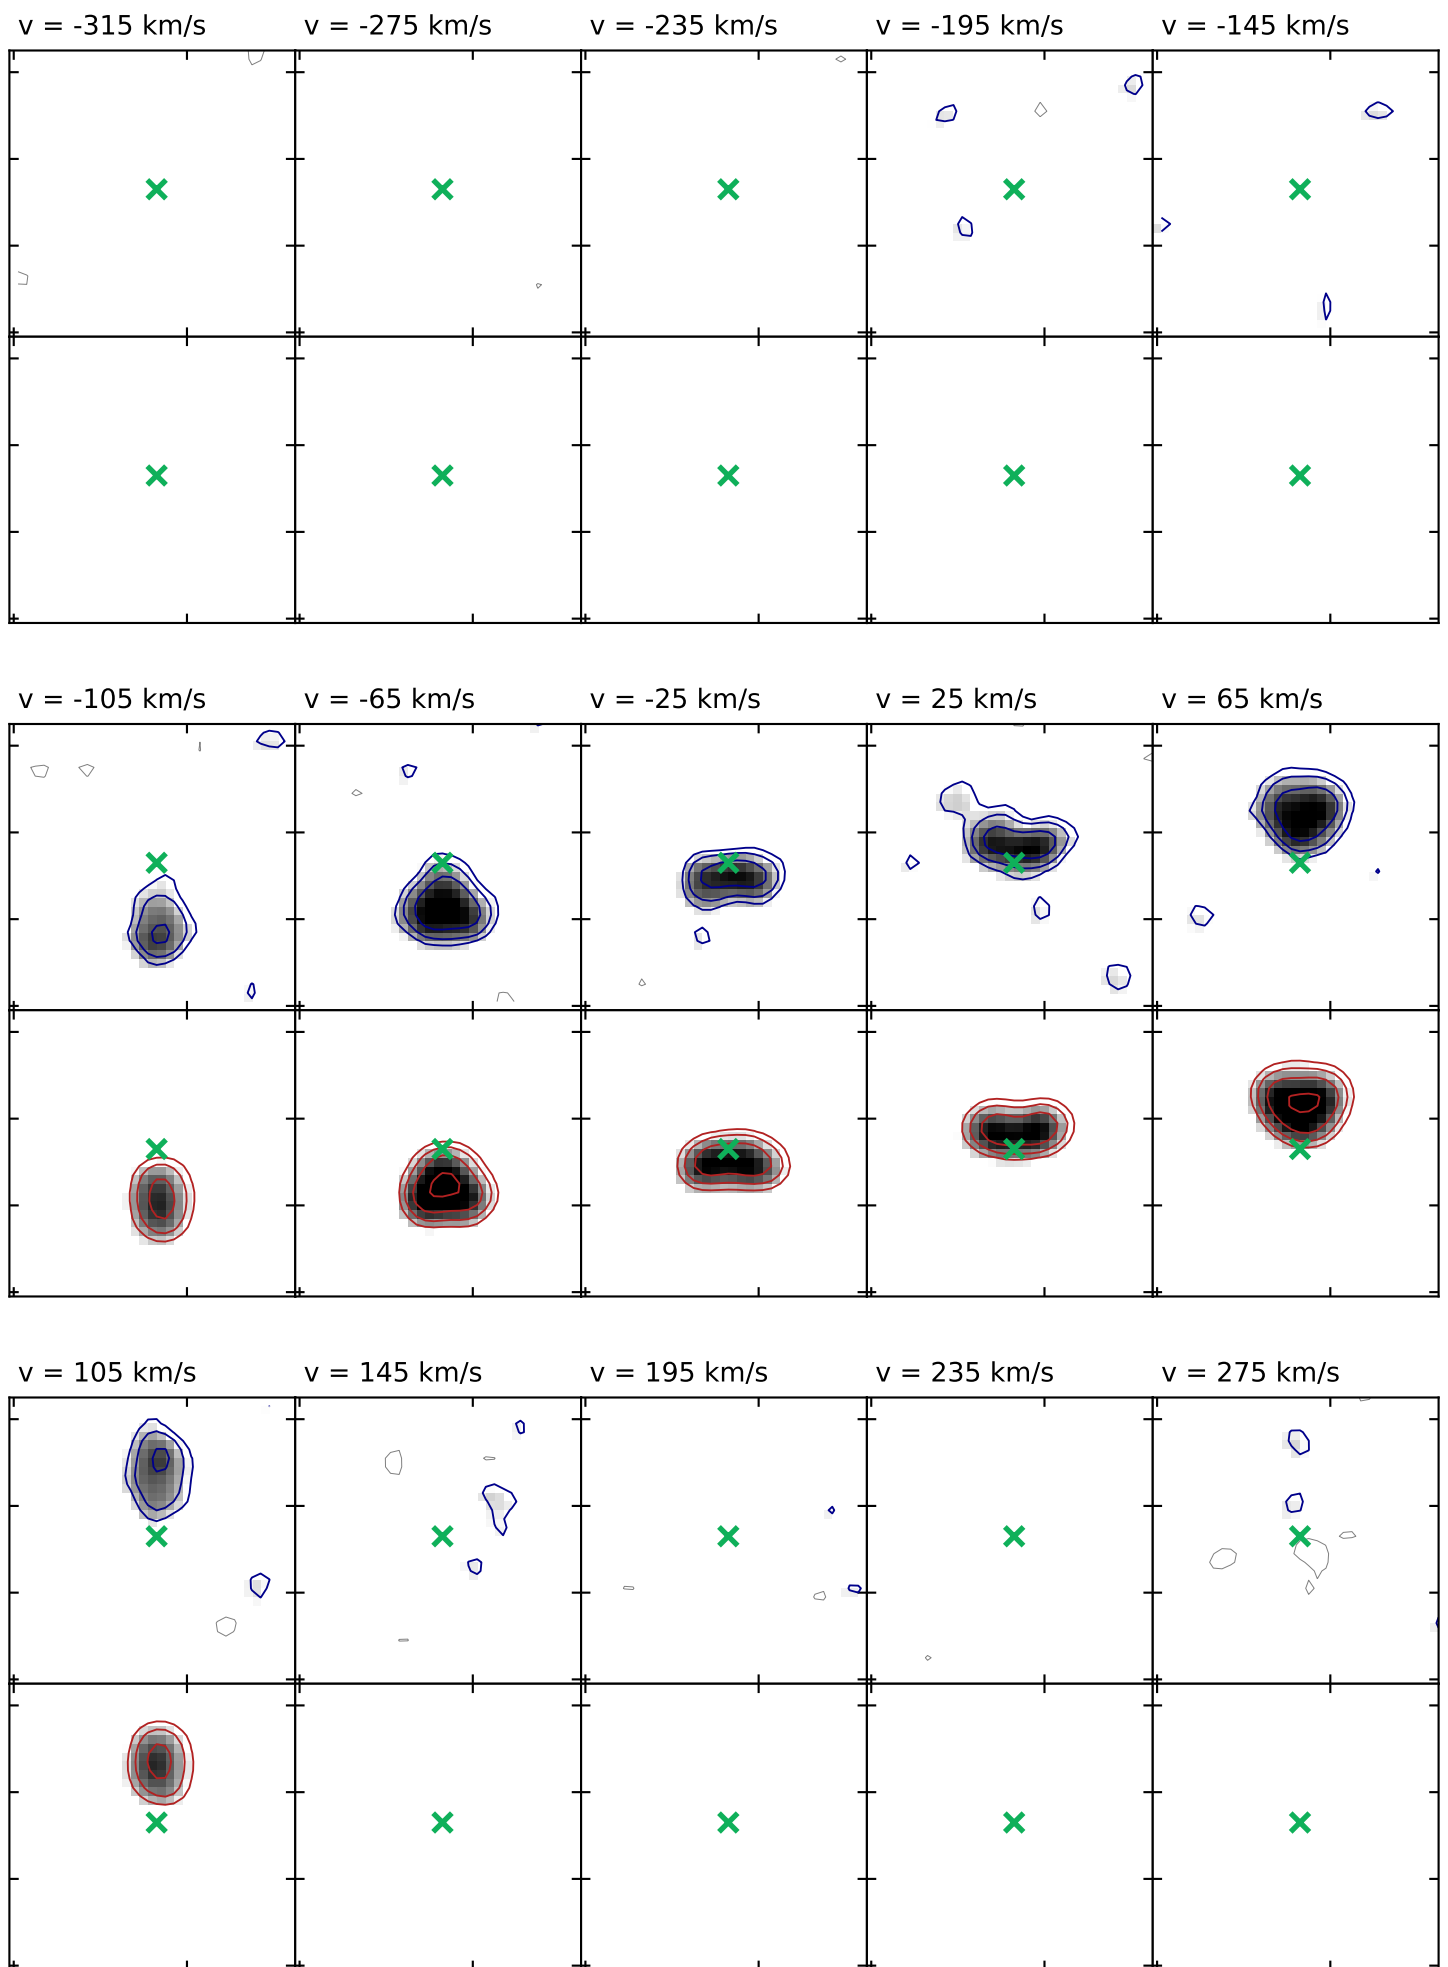 v = -315 km/s v = -275 km/s v = -235 km/s v = -195 km/s v = -145 km/s
v = -105 km/s v = -65 km/s v = -25 km/s v = 25 km/s v = 65 km/s
v = 105 km/s v = 145 km/s v = 195 km/s v = 235 km/s v = 275 km/s